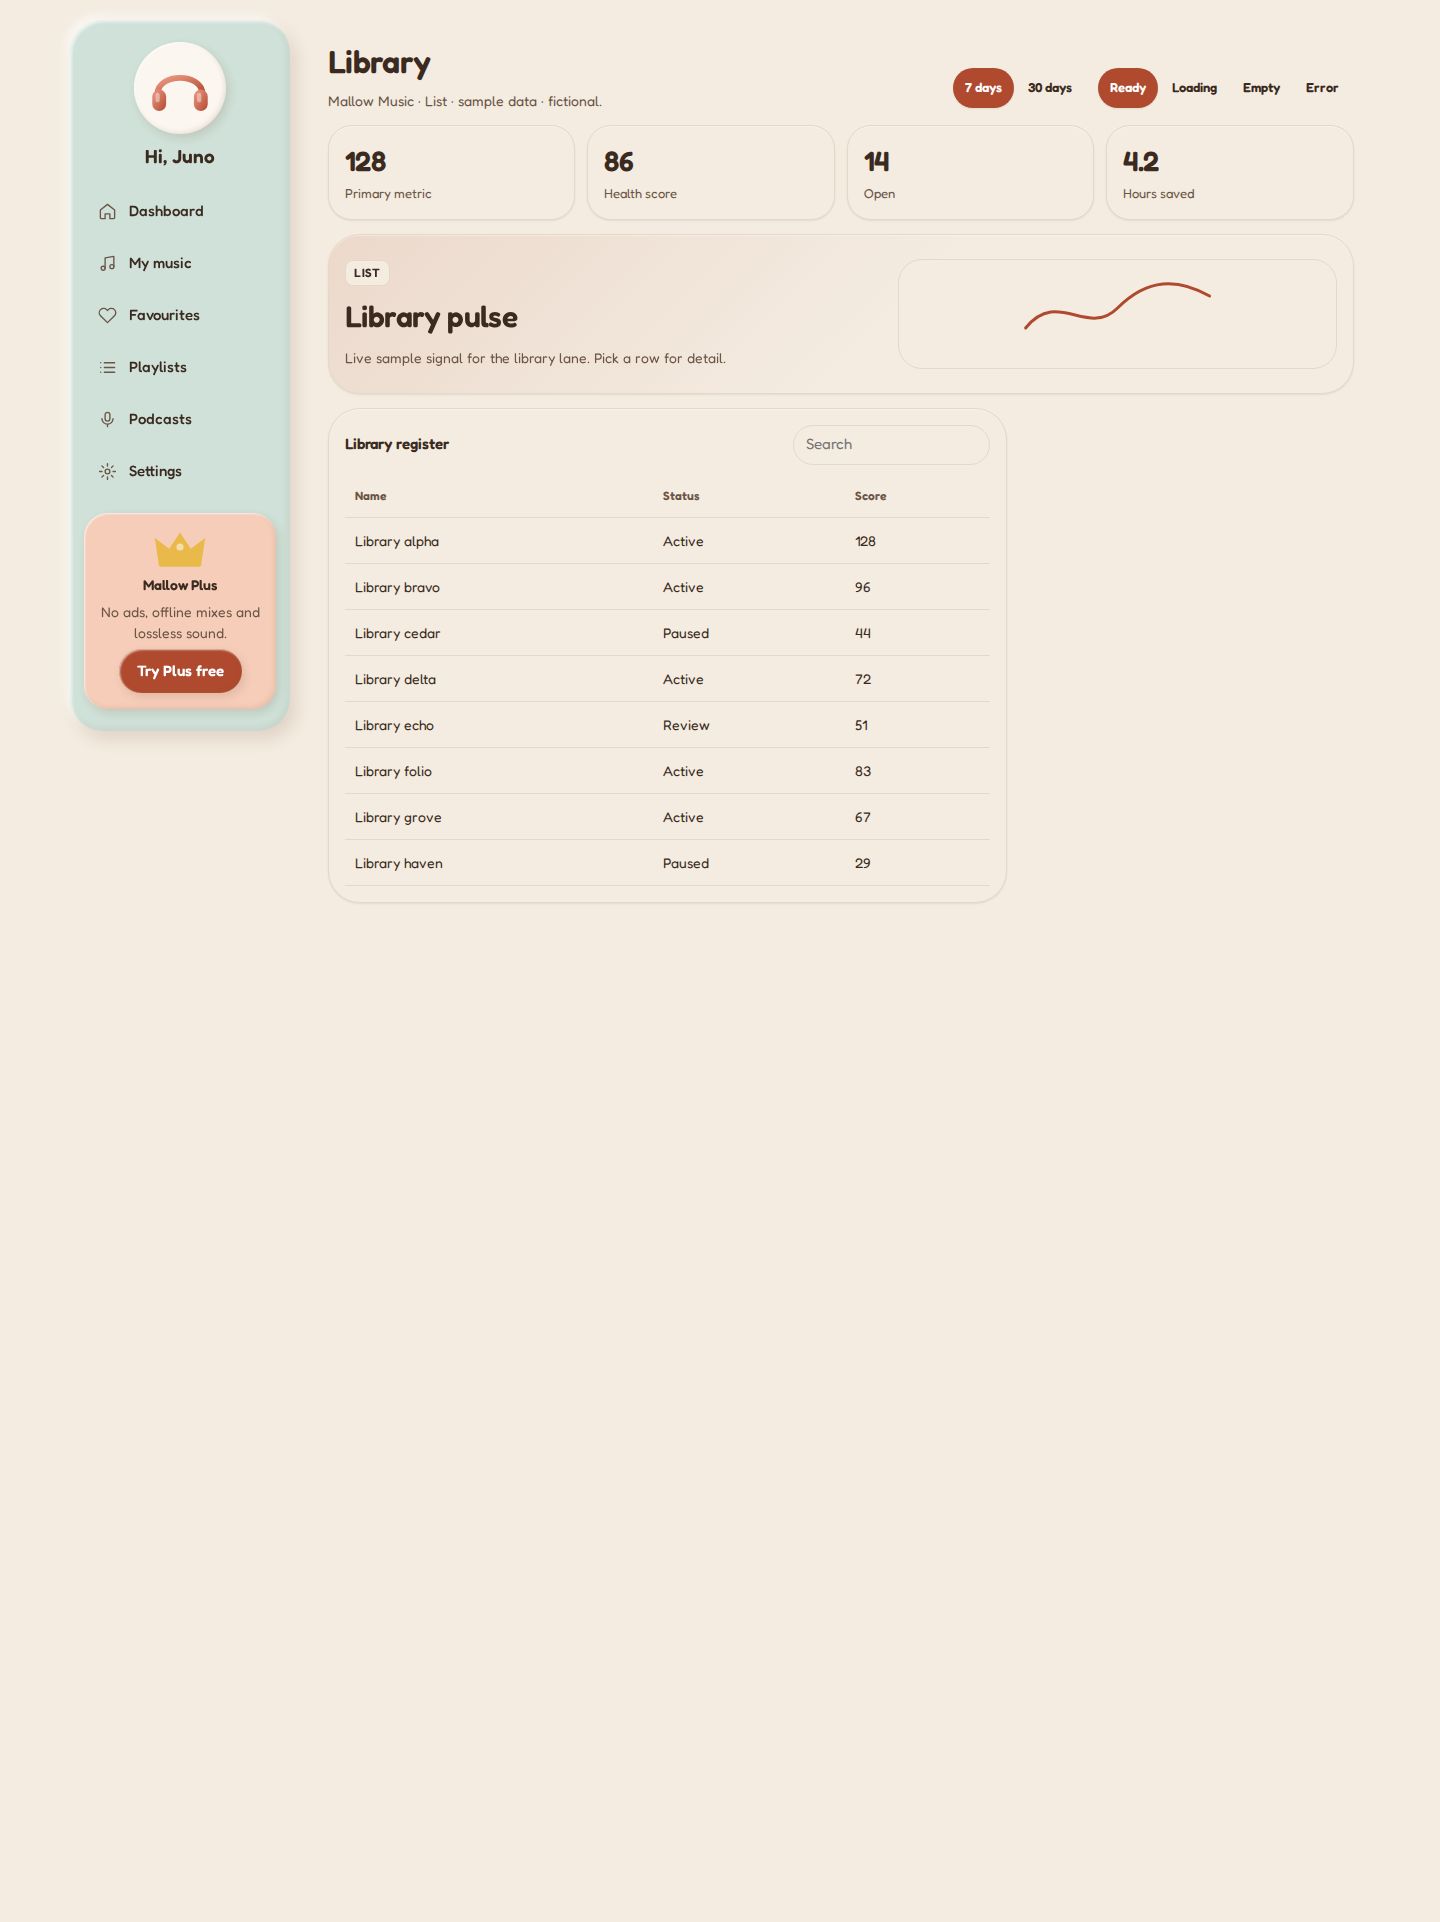 Hi, Juno
Dashboard
My music
Favourites
Playlists
Podcasts
Settings
Mallow Plus
No ads, offline mixes and
lossless sound.
Try Plus free
Library
Mallow Music · List · sample data · fictional.
7 days 30 days Ready Loading Empty Error
128 86 14 4.2
Primary metric Health score Open Hours saved
LIST
Library pulse
Live sample signal for the library lane. Pick a row for detail.
Library register Search
Name Status Score
Library alpha Active 128
Library bravo Active 96
Library cedar Paused 44
Library delta Active 72
Library echo Review 51
Library folio Active 83
Library grove Active 67
Library haven Paused 29